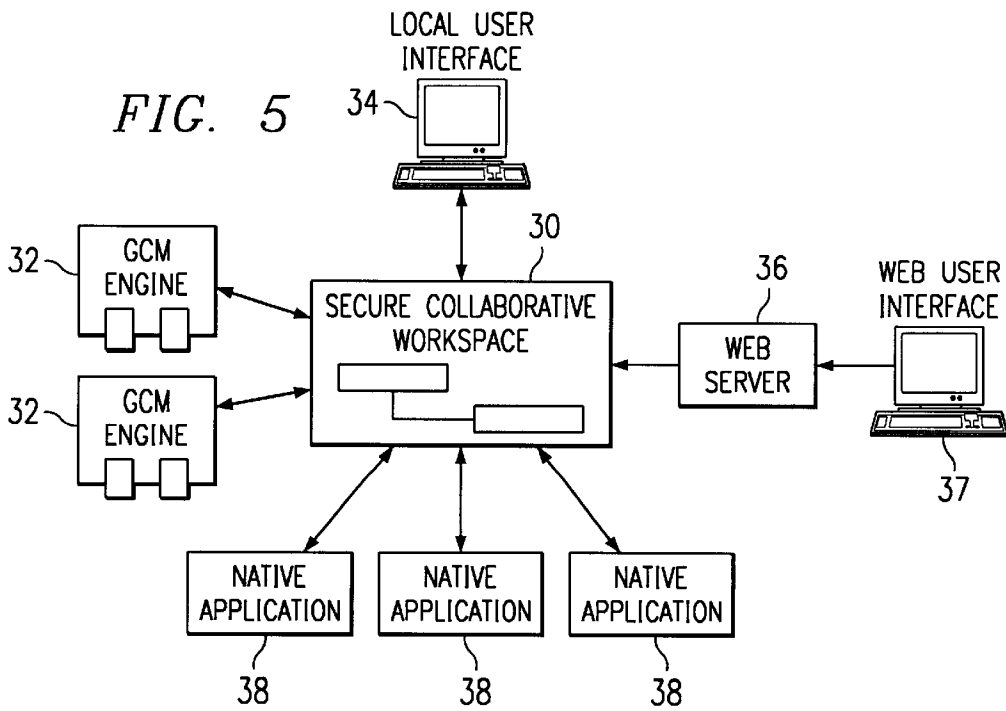 LOCAL USER
INTERFACE
FIG. 5
34
30
32
GCM
ENGINE
SECURE COLLABORATIVE
WORKSPACE
36
WEB
SERVER
WEB USER
INTERFACE
32
GCM
ENGINE
37
NATIVE
APPLICATION
NATIVE
APPLICATION
NATIVE
APPLICATION
38
38
38